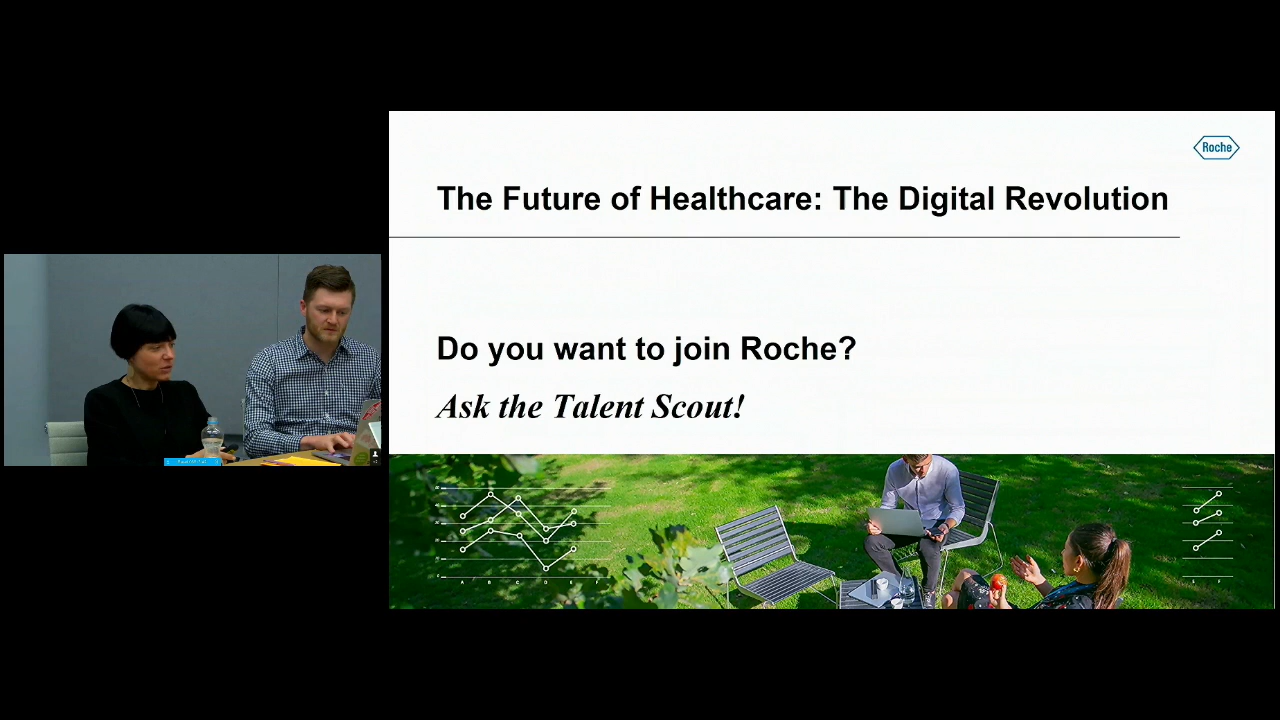 Roche
The Future of Healthcare: The Digital Revolution
Do you want to join Roche?
Ask the Talent Scout!
A B C D E F
E F